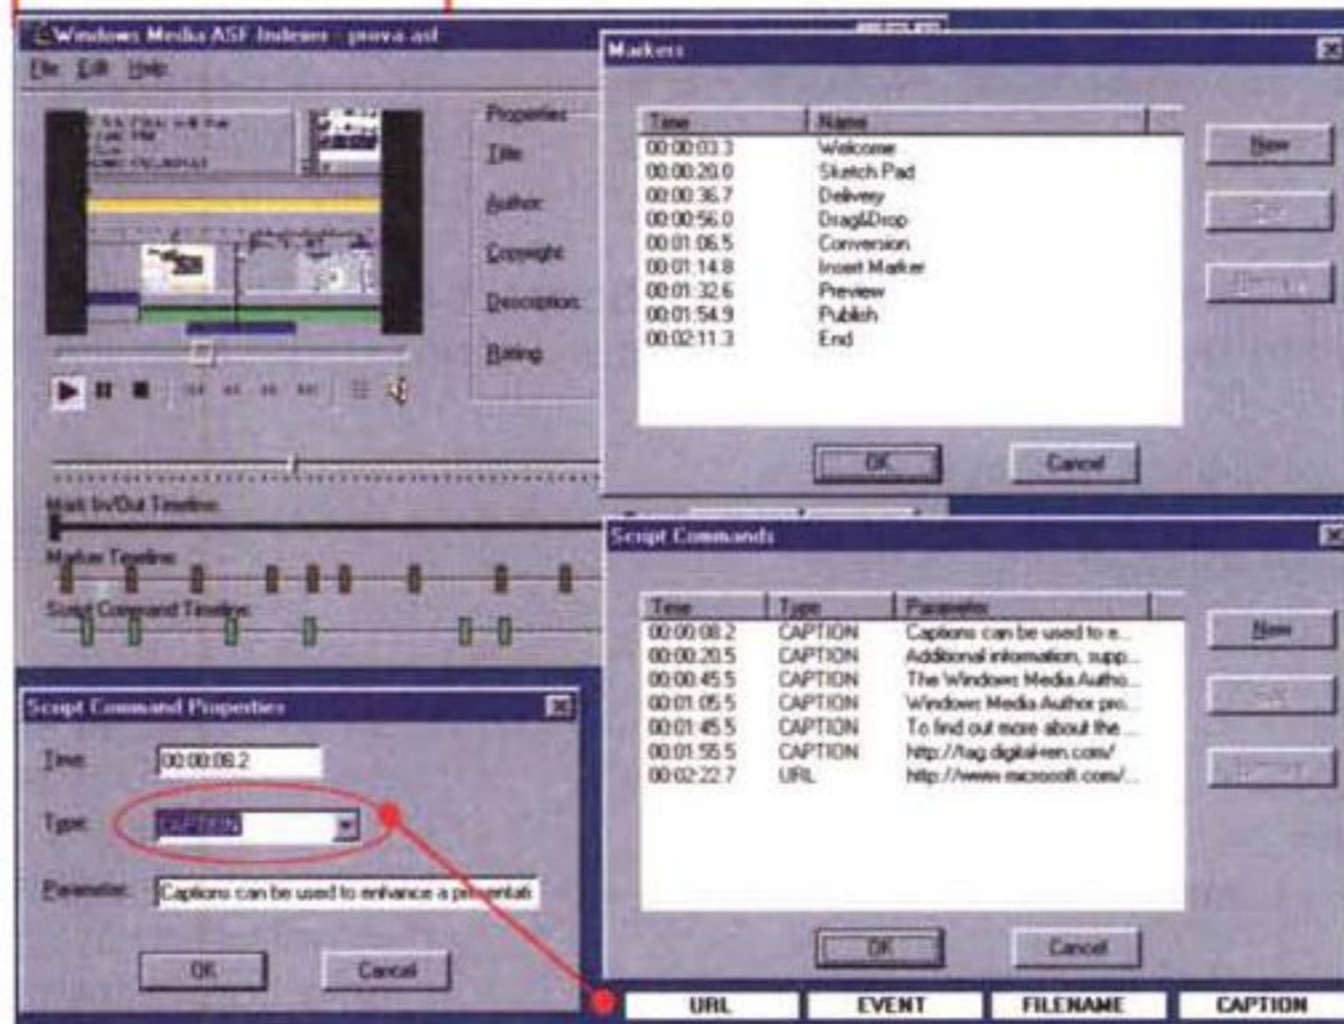 Windows Media ASF Indexer - prova.asf
File Edit Help
Properties
Title
Author
Copyright
Description
Rating
Mark In/Out Timeline
Marker Timeline
Script Command Timeline
Markers
Time Name
00:00:03.3 Welcome
00:00:20.0 Sketch Pad
00:00:36.7 Delivery
00:00:56.0 Drag&Drop
00:01:06.5 Conversion
00:01:14.8 Insert Marker
00:01:32.6 Preview
00:01:54.9 Publish
00:02:11.3 End
New
OK Cancel
Script Commands
Time Type Parameter
00:00:08.2 CAPTION Captions can be used to e...
00:00:20.5 CAPTION Additional information, supp...
00:00:45.5 CAPTION The Windows Media Autho...
00:01:05.5 CAPTION Windows Media Author pro...
00:01:45.5 CAPTION To find out more about the ...
00:01:55.5 CAPTION http://tag.digital-ren.com/
00:02:22.7 URL http://www.microsoft.com/...
New
OK Cancel
Script Command Properties
Time: 00:00:08.2
Type: CAPTION
Parameter: Captions can be used to enhance a presentati
OK Cancel
URL EVENT FILENAME CAPTION